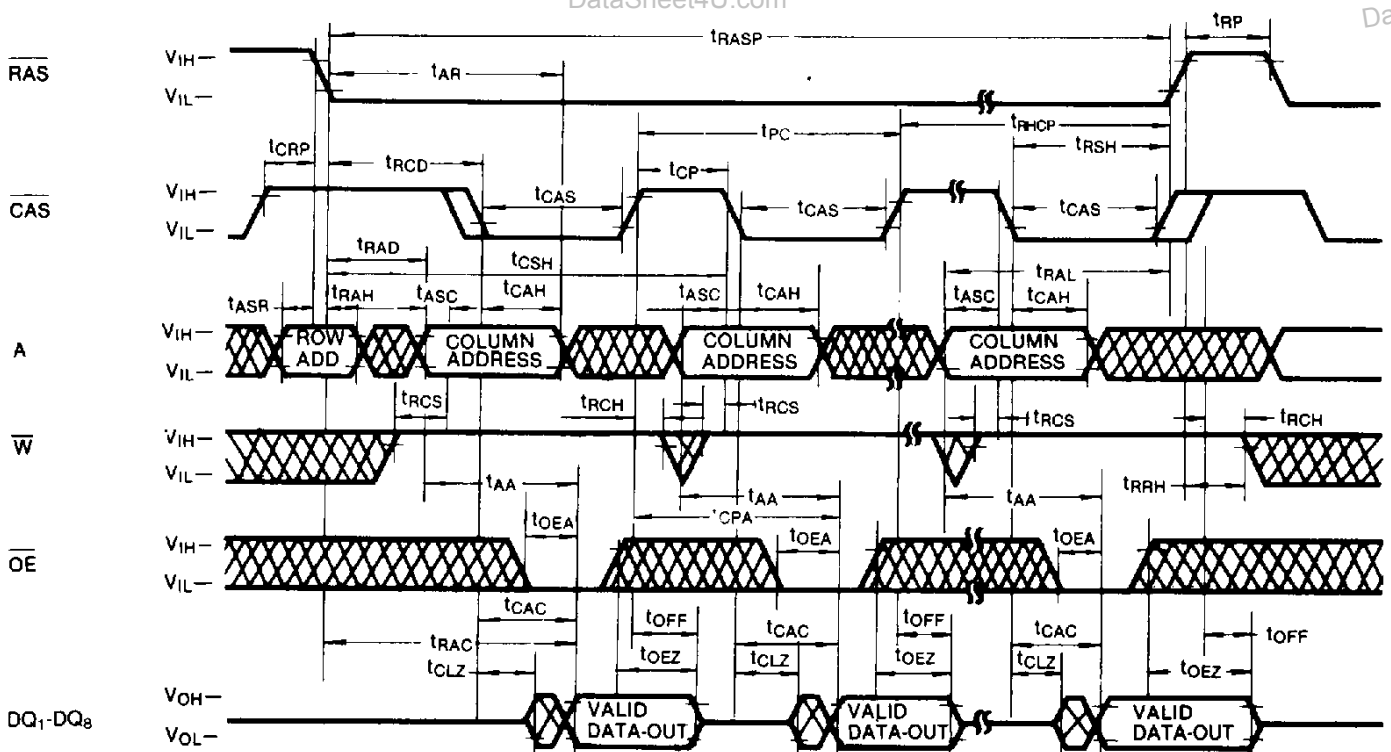 DataSheet4U.com
Da
tRP
tRASP
RAS
VIH
tAR
VIL
tPC
tRHCP
tCRP
tRCD
tCP
tRSH
CAS
VIH
tCAS
tCAS
tCAS
VIL
tRAD
tCSH
tRAL
tASR
tRAH
tASC
tCAH
tASC
tCAH
tASC
tCAH
A
VIH
ROW ADD
COLUMN ADDRESS
COLUMN ADDRESS
COLUMN ADDRESS
VIL
tRCS
tRCH
tRCS
tRCS
tRCH
W
VIH
VIL
tAA
tAA
tAA
tRRH
tCPA
tOEA
tOEA
tOEA
OE
VIH
VIL
tCAC
tOFF
tCAC
tOFF
tCAC
tOFF
tRAC
tCLZ
tOEZ
tCLZ
tOEZ
tCLZ
tOEZ
DQ1-DQ8
VOH
VALID DATA-OUT
VALID DATA-OUT
VALID DATA-OUT
VOL